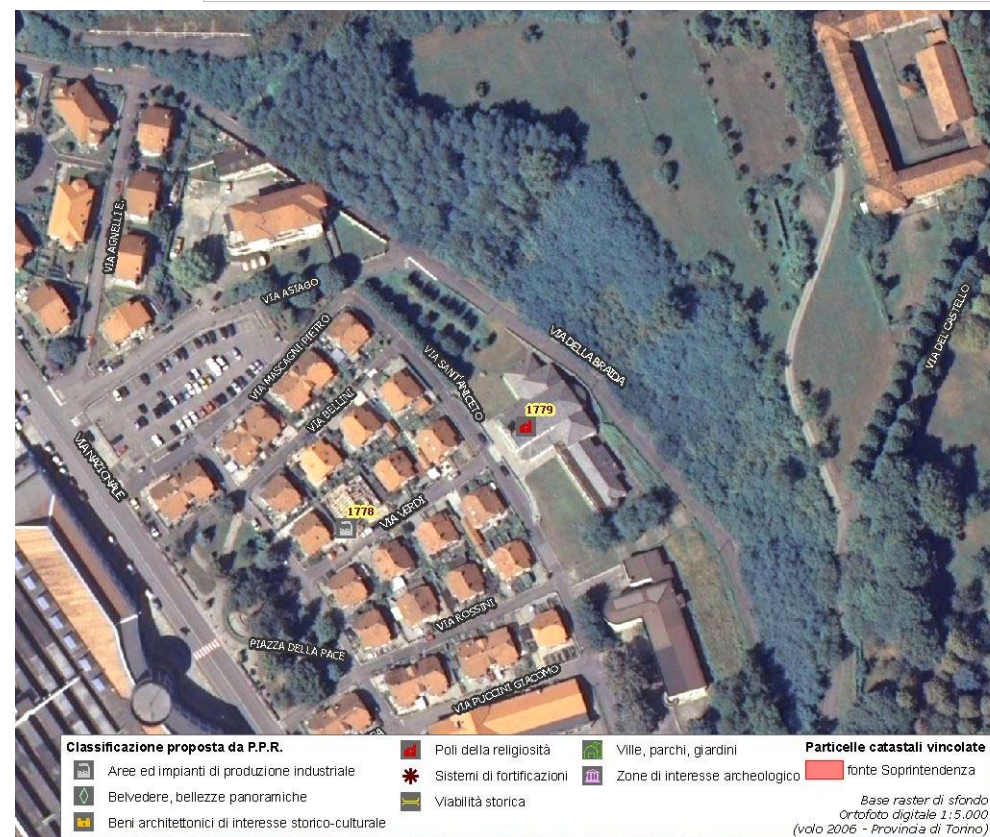 VIA AGNELLI E.
VIA ASIAGO
VIA MASCAGNI PIETRO
VIA BELLINI
VIA SANT'ANICETO
VIA DELLA BRAIDA
VIA DEL CASTELLO
VIA NAZIONALE
1779
1778
VIA VERDI
VIA ROSSINI
PIAZZA DELLA PACE
VIA PUCCINI GIACOMO
Classificazione proposta da P.P.R.
Aree ed impianti di produzione industriale
Belvedere, bellezze panoramiche
Beni architettonici di interesse storico-culturale
Poli della religiosità
Sistemi di fortificazioni
Viabilità storica
Ville, parchi, giardini
Zone di interesse archeologico
Particelle catastali vincolate
fonte Soprintendenza
Base raster di sfondo
Ortofoto digitale 1:5.000
(volo 2006 - Provincia di Torino)